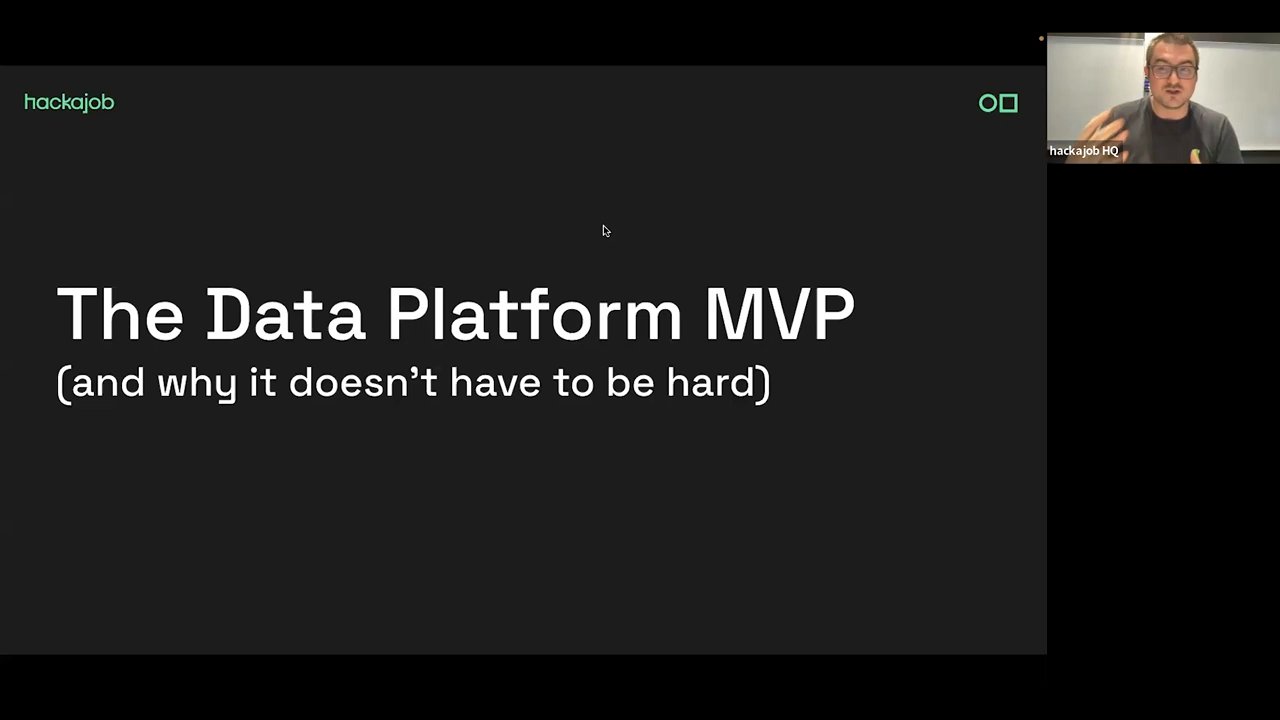 hackajob
The Data Platform MVP
(and why it doesn't have to be hard)
hackajob HQ